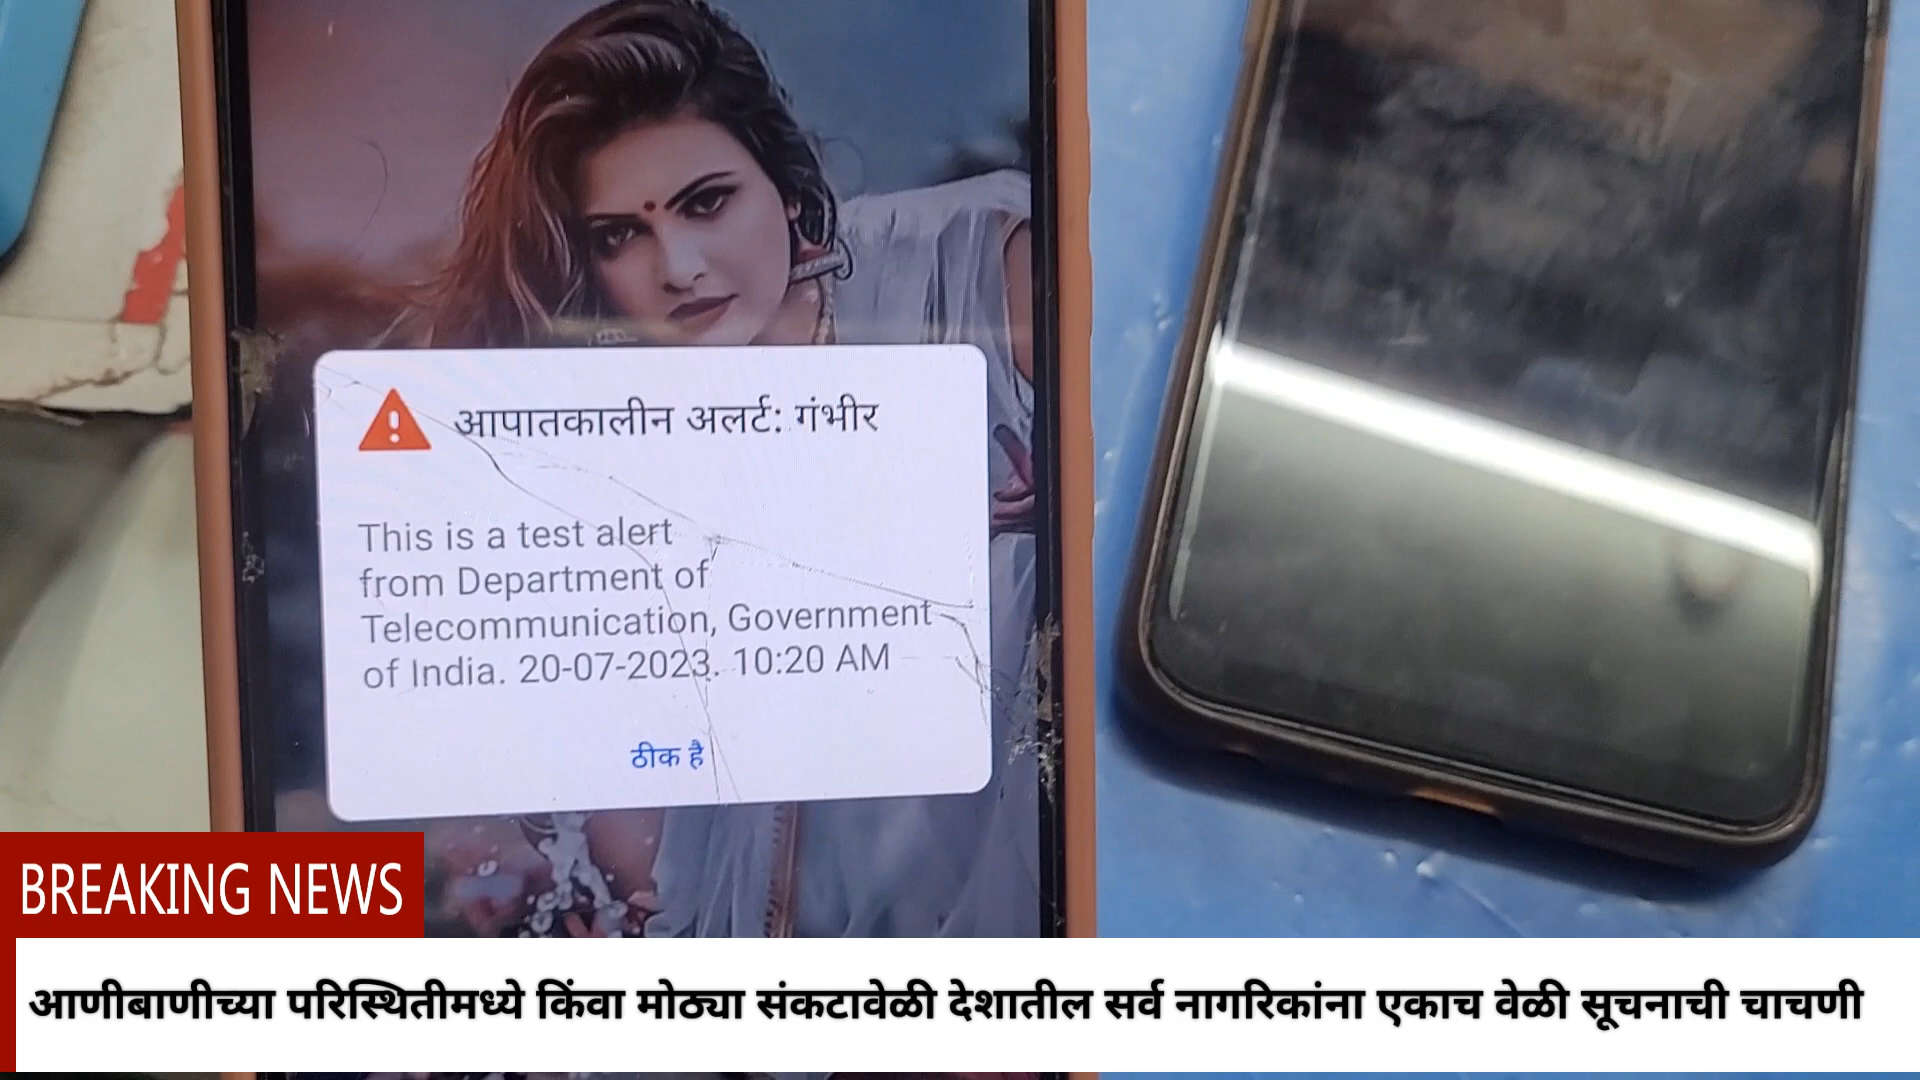 आपातकालीन अलर्ट: गंभीर
This is a test alert
from Department of
Telecommunication, Government
of India. 20-07-2023. 10:20 AM
ठीक है
BREAKING NEWS
आणीबाणीच्या परिस्थितीमध्ये किंवा मोठ्या संकटावेळी देशातील सर्व नागरिकांना एकाच वेळी सूचनाची चाचणी